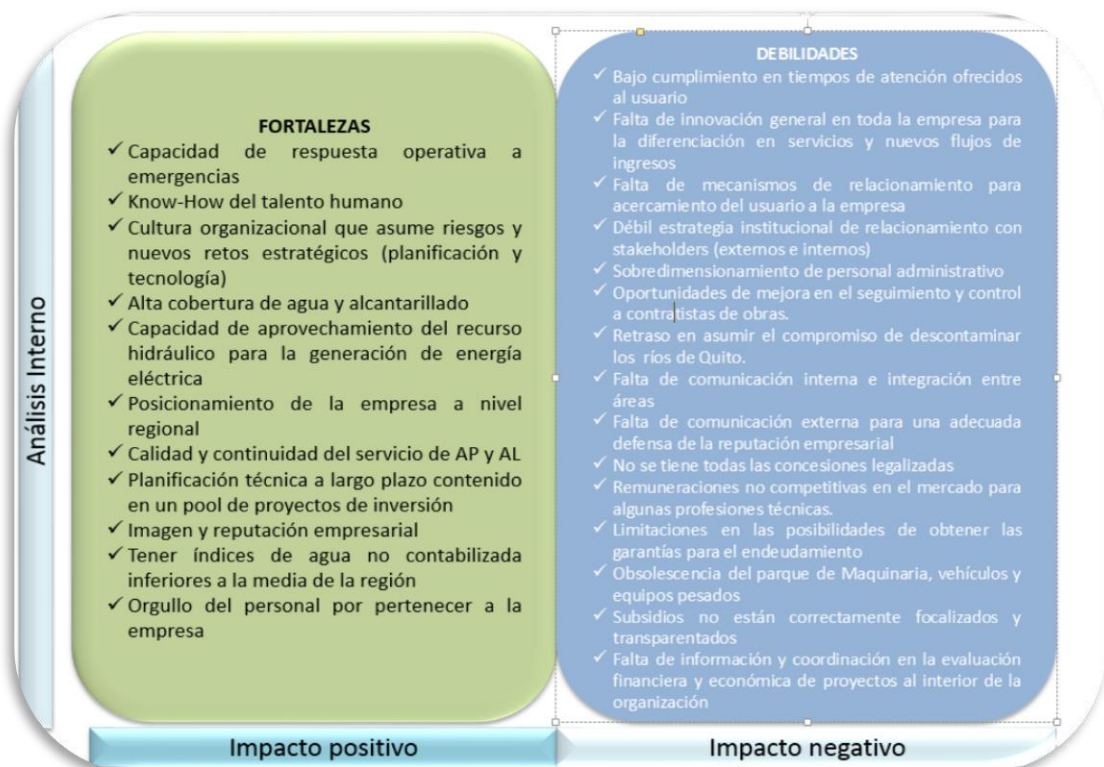 Análisis Interno
FORTALEZAS
✓ Capacidad de respuesta operativa a
emergencias
✓ Know-How del talento humano
✓ Cultura organizacional que asume riesgos y
nuevos retos estratégicos (planificación y
tecnología)
✓ Alta cobertura de agua y alcantarillado
✓ Capacidad de aprovechamiento del recurso
hidráulico para la generación de energía
eléctrica
✓ Posicionamiento de la empresa a nivel
regional
✓ Calidad y continuidad del servicio de AP y AL
✓ Planificación técnica a largo plazo contenido
en un pool de proyectos de inversión
✓ Imagen y reputación empresarial
✓ Tener índices de agua no contabilizada
inferiores a la media de la región
✓ Orgullo del personal por pertenecer a la
empresa
DEBILIDADES
✓ Bajo cumplimiento en tiempos de atención ofrecidos
al usuario
✓ Falta de innovación general en toda la empresa para
la diferenciación en servicios y nuevos flujos de
ingresos
✓ Falta de mecanismos de relacionamiento para
acercamiento del usuario a la empresa
✓ Débil estrategia institucional de relacionamiento con
stakeholders (externos e internos)
✓ Sobredimensionamiento de personal administrativo
✓ Oportunidades de mejora en el seguimiento y control
a contratistas de obras.
✓ Retraso en asumir el compromiso de descontaminar
los ríos de Quito.
✓ Falta de comunicación interna e integración entre
áreas
✓ Falta de comunicación externa para una adecuada
defensa de la reputación empresarial
✓ No se tiene todas las concesiones legalizadas
✓ Remuneraciones no competitivas en el mercado para
algunas profesiones técnicas.
✓ Limitaciones en las posibilidades de obtener las
garantías para el endeudamiento
✓ Obsolescencia del parque de Maquinaria, vehículos y
equipos pesados
✓ Subsidios no están correctamente focalizados y
transparentados
✓ Falta de información y coordinación en la evaluación
financiera y económica de proyectos al interior de la
organización
Impacto positivo
Impacto negativo